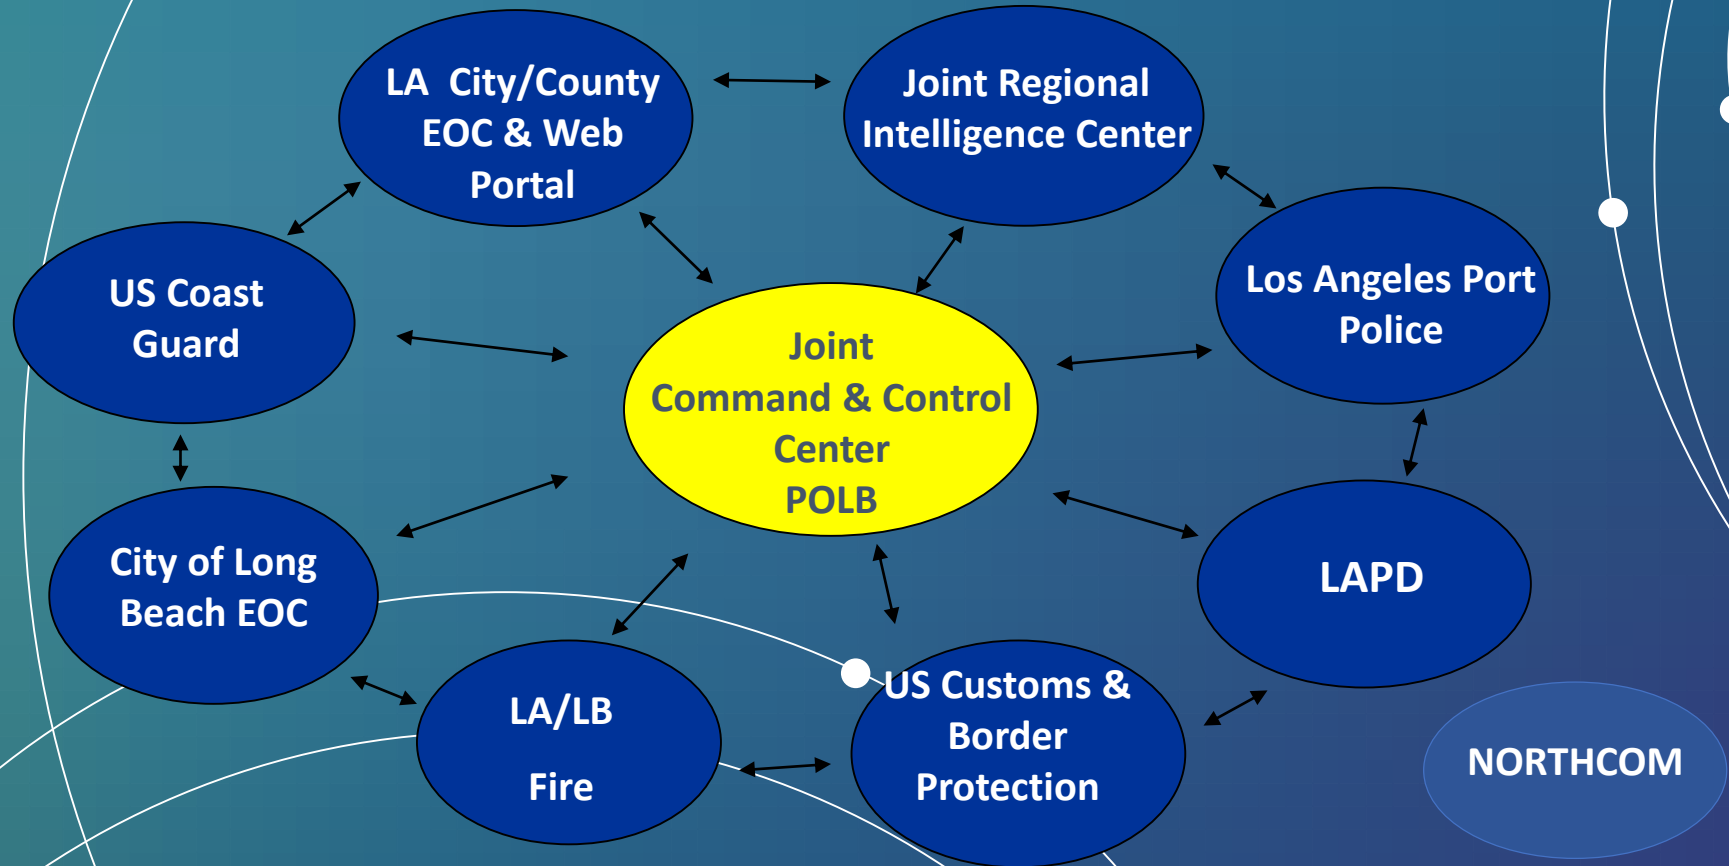 LA City/County
EOC & Web
Portal
Joint Regional
Intelligence Center
US Coast
Guard
Los Angeles Port
Police
Joint
Command & Control
Center
POLB
City of Long
Beach EOC
LAPD
LA/LB
Fire
US Customs &
Border
Protection
NORTHCOM